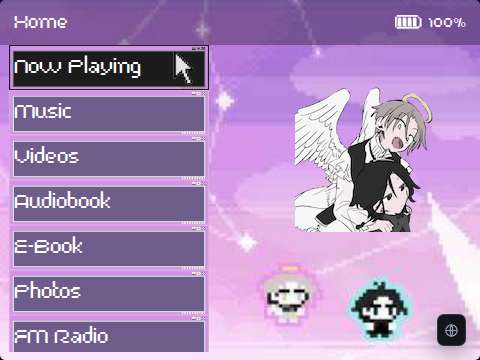 Home
100%
Now Playing
Music
Videos
Audiobook
E-Book
Photos
FM Radio